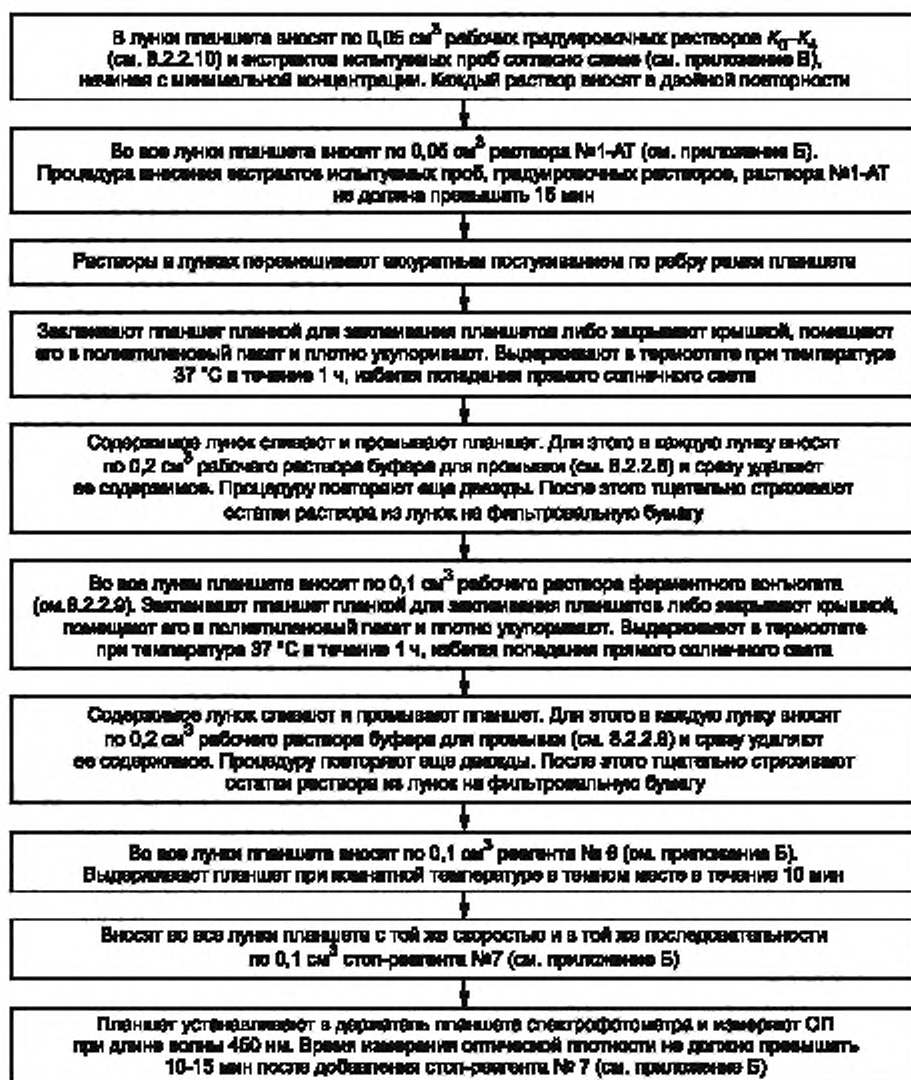 В лунки планшета вносят по 0,05 см³ рабочих градуировочных растворов K₀–K₄
(см. 8.2.2.10) и экстрактов испытуемых проб согласно схеме (см. приложение В),
начиная с минимальной концентрации. Каждый раствор вносят в двойной повторности
Во все лунки планшета вносят по 0,05 см³ раствора №1-АТ (см. приложение Б).
Процедура внесения экстрактов испытуемых проб, градуировочных растворов, раствора №1-АТ
не должна превышать 15 мин
Растворы в лунках перемешивают аккуратным постукиванием по ребру рамки планшета
Заклеивают планшет пленкой для заклеивания планшетов либо закрывают крышкой, помещают
его в полиэтиленовый пакет и плотно укупоривают. Выдерживают в термостате при температуре
37 °С в течение 1 ч, избегая попадания прямого солнечного света
Содержимое лунок сливают и промывают планшет. Для этого в каждую лунку вносят
по 0,2 см³ рабочего раствора буфера для промывки (см. 8.2.2.8) и сразу удаляют
ее содержимое. Процедуру повторяют еще дважды. После этого тщательно стряхивают
остатки раствора из лунок на фильтровальную бумагу
Во все лунки планшета вносят по 0,1 см³ рабочего раствора ферментного конъюгата
(см.8.2.2.9). Заклеивают планшет пленкой для заклеивания планшетов либо закрывают крышкой,
помещают его в полиэтиленовый пакет и плотно укупоривают. Выдерживают в термостате
при температуре 37 °С в течение 1 ч, избегая попадания прямого солнечного света
Содержимое лунок сливают и промывают планшет. Для этого в каждую лунку вносят
по 0,2 см³ рабочего раствора буфера для промывки (см. 8.2.2.8) и сразу удаляют
ее содержимое. Процедуру повторяют еще дважды. После этого тщательно стряхивают
остатки раствора из лунок на фильтровальную бумагу
Во все лунки планшета вносят по 0,1 см³ реагента № 6 (см. приложение Б).
Выдерживают планшет при комнатной температуре в темном месте в течение 10 мин
Вносят во все лунки планшета с той же скоростью и в той же последовательности
по 0,1 см³ стоп-реагента №7 (см. приложение Б)
Планшет устанавливают в держатель планшета спектрофотометра и измеряют ОП
при длине волны 450 нм. Время измерения оптической плотности не должно превышать
10-15 мин после добавления стоп-реагента № 7 (см. приложение Б)